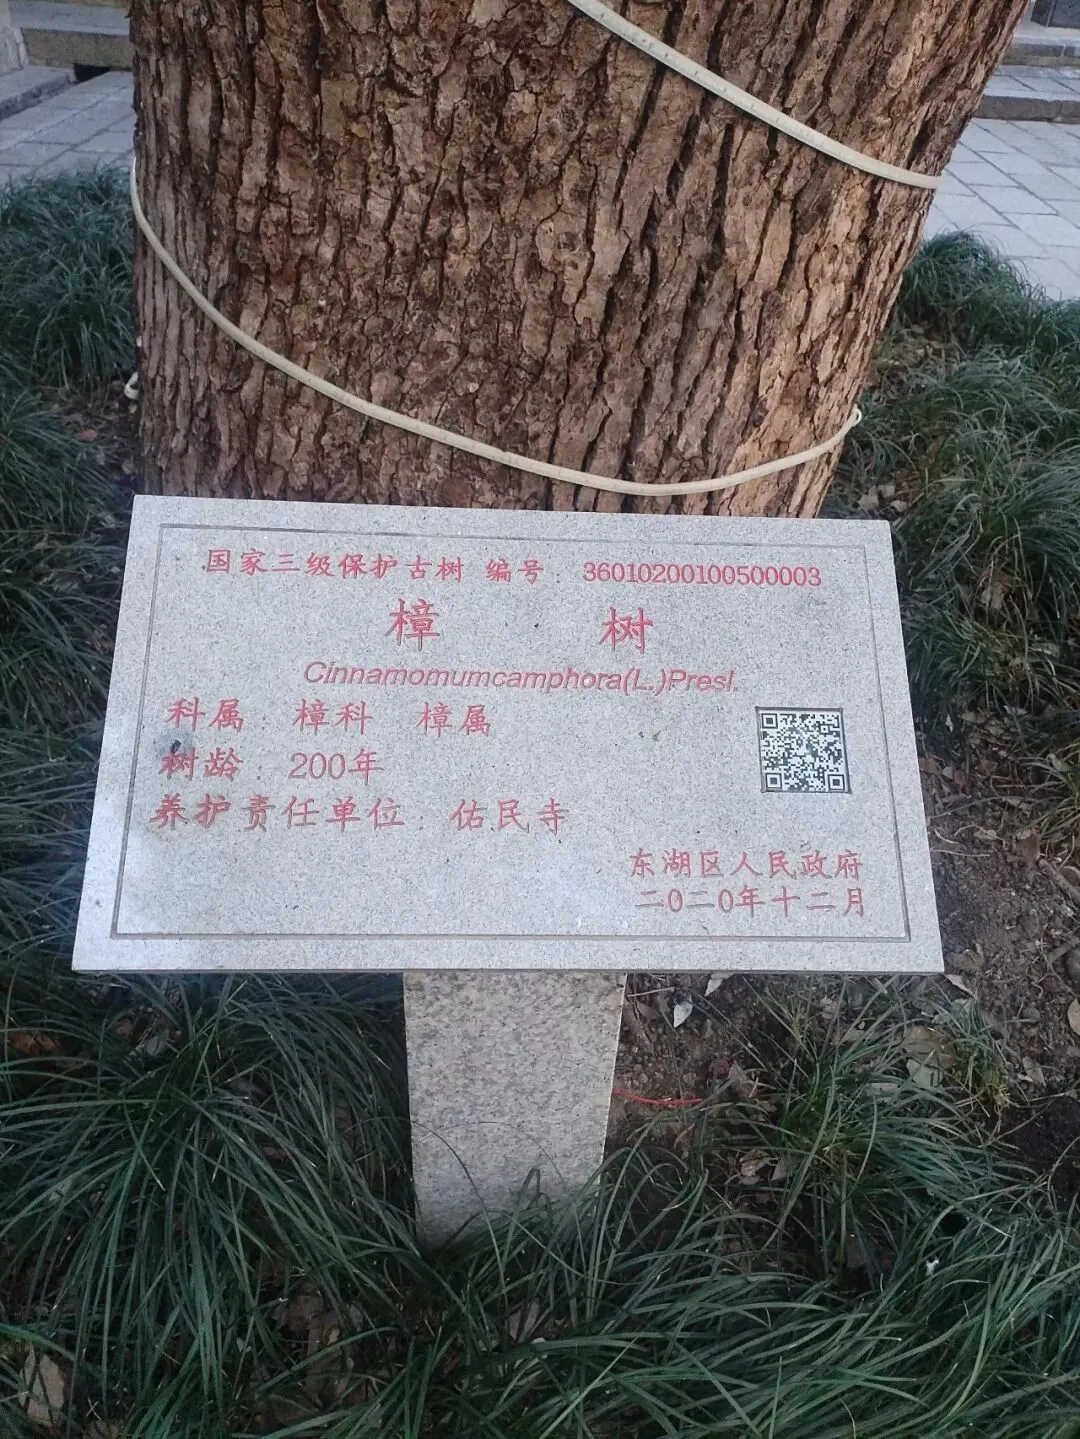 国家三级保护古树 编号 36010200100500003
樟 树
Cinnamomumcamphora(L.)Presl.
科属 樟科 樟属
树龄 200年
养护责任单位 佑民寺
东湖区人民政府
二0二0年十二月